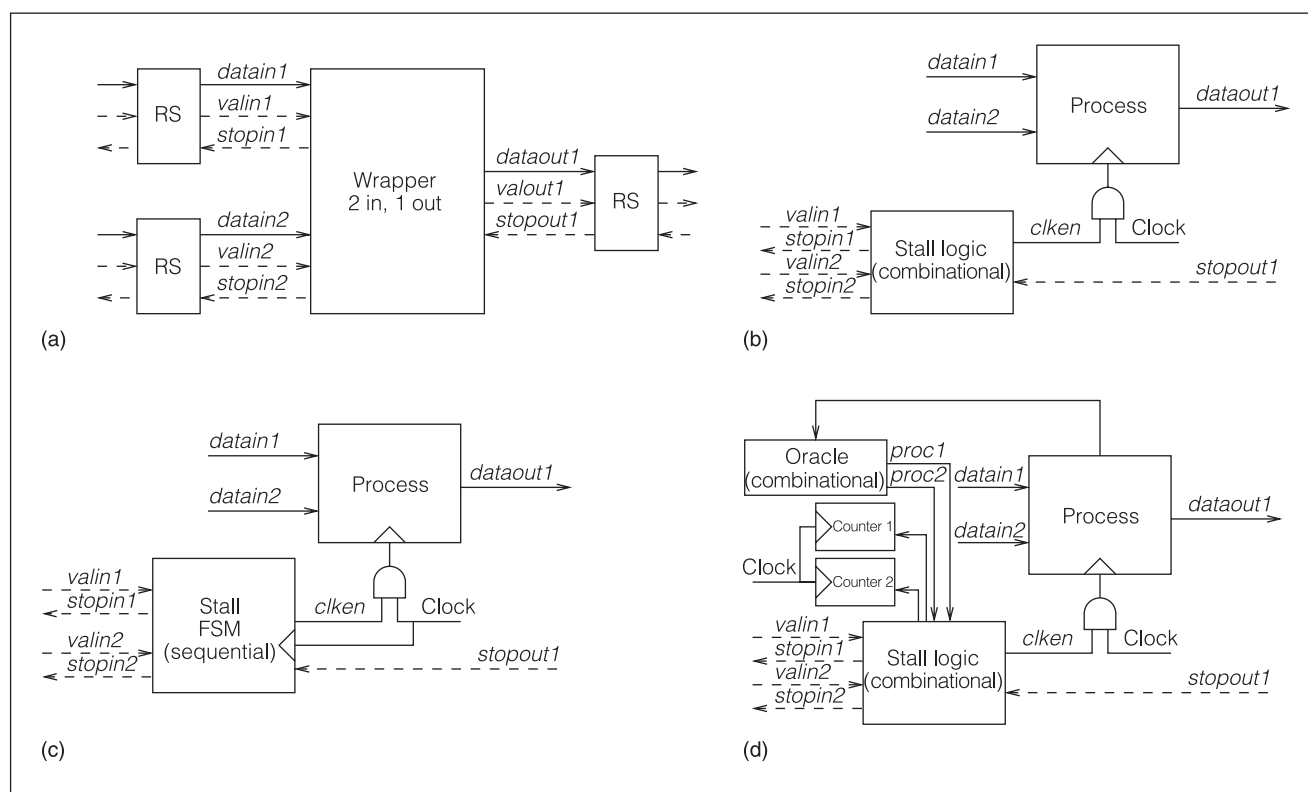 datain1
valin1
stopin1
RS
datain2
valin2
stopin2
RS
Wrapper
2 in, 1 out
dataout1
valout1
stopout1
RS
(a)
datain1
datain2
Process
dataout1
valin1
stopin1
valin2
stopin2
Stall logic
(combinational)
clken
Clock
stopout1
(b)
datain1
datain2
Process
dataout1
valin1
stopin1
valin2
stopin2
Stall
FSM
(sequential)
clken
Clock
stopout1
(c)
Oracle
(combinational)
proc1
proc2
datain1
datain2
Process
dataout1
Counter 1
Clock
Counter 2
valin1
stopin1
valin2
stopin2
Stall logic
(combinational)
clken
Clock
stopout1
(d)